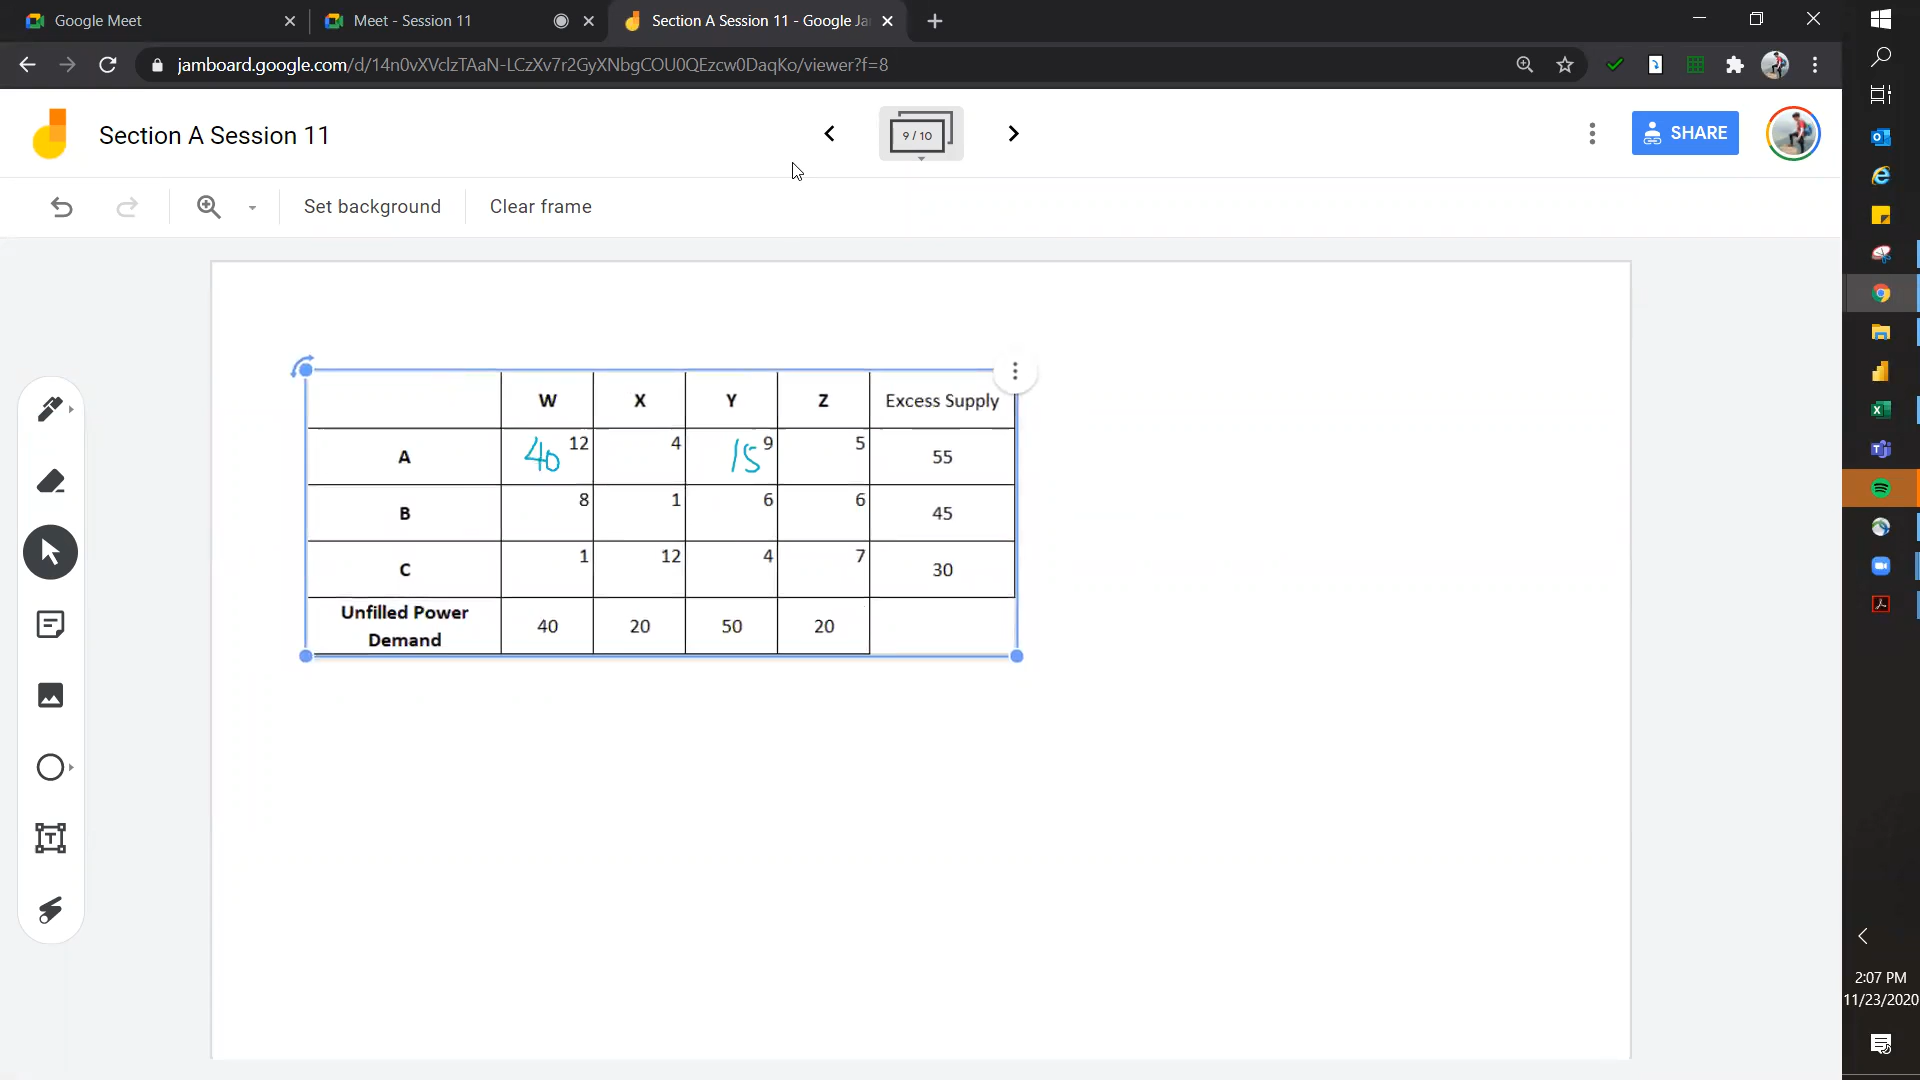 Google Meet
Meet - Session 11
Section A Session 11 - Google Ja
jamboard.google.com/d/14n0vXVclzTAaN-LCzXv7r2GyXNbgCOU0QEzcw0DaqKo/viewer?f=8
Section A Session 11
9 / 10
SHARE
Set background
Clear frame
W X Y Z Excess Supply
A 40 12 4 15 9 5 55
B 8 1 6 6 45
C 1 12 4 7 30
Unfilled Power
Demand 40 20 50 20
2:07 PM
11/23/2020